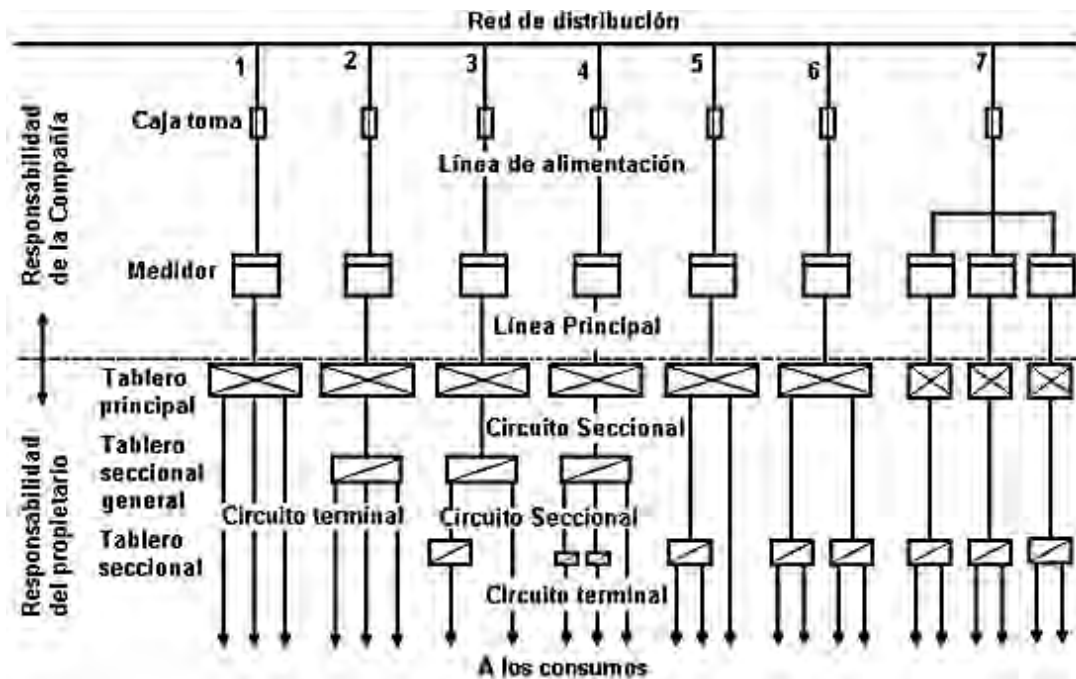 Red de distribución
1 2 3 4 5 6 7
Caja toma
Línea de alimentación
Responsabilidad
de la Compañía
Medidor
Línea Principal
Tablero
principal
Circuito Seccional
Tablero
seccional
general
Circuito terminal
Circuito Seccional
Responsabilidad
del propietario
Tablero
seccional
Circuito terminal
A los consumos